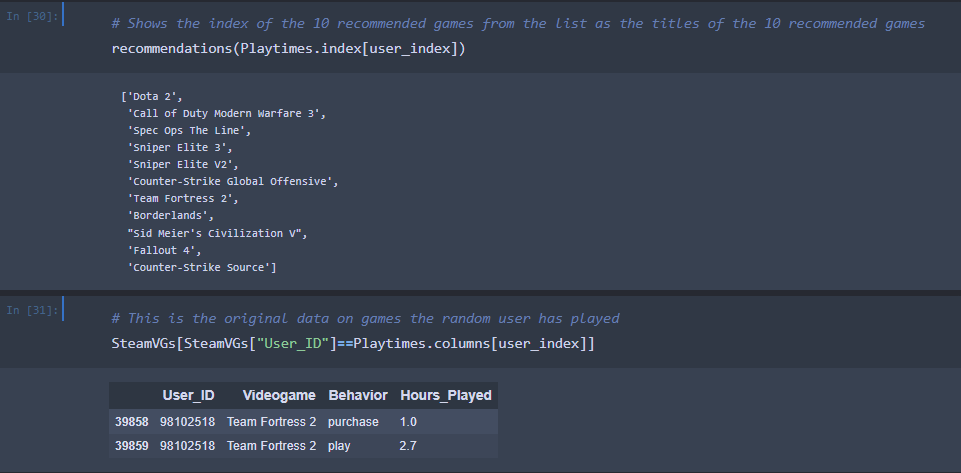 In [30]:
# Shows the index of the 10 recommended games from the list as the titles of the 10 recommended games
recommendations(Playtimes.index[user_index])
['Dota 2',
'Call of Duty Modern Warfare 3',
'Spec Ops The Line',
'Sniper Elite 3',
'Sniper Elite V2',
'Counter-Strike Global Offensive',
'Team Fortress 2',
'Borderlands',
"Sid Meier's Civilization V",
'Fallout 4',
'Counter-Strike Source']
In [31]:
# This is the original data on games the random user has played
SteamVGs[SteamVGs["User_ID"]==Playtimes.columns[user_index]]
User_ID Videogame Behavior Hours_Played
39858 98102518 Team Fortress 2 purchase 1.0
39859 98102518 Team Fortress 2 play 2.7